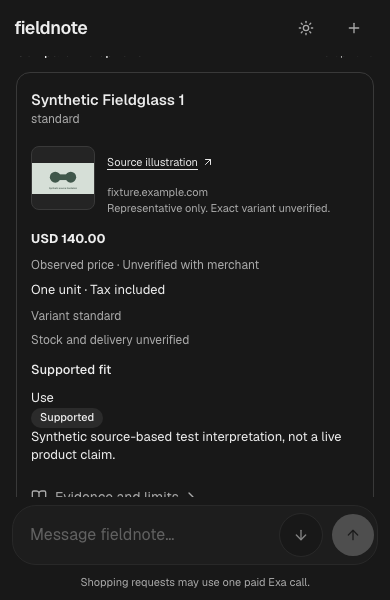 fieldnote
Synthetic Fieldglass 1
standard
Source illustration
fixture.example.com
Representative only. Exact variant unverified.
USD 140.00
Observed price · Unverified with merchant
One unit · Tax included
Variant standard
Stock and delivery unverified
Supported fit
Use
Supported
Synthetic source-based test interpretation, not a live
product claim.
Evidence and limits
Message fieldnote...
Shopping requests may use one paid Exa call.